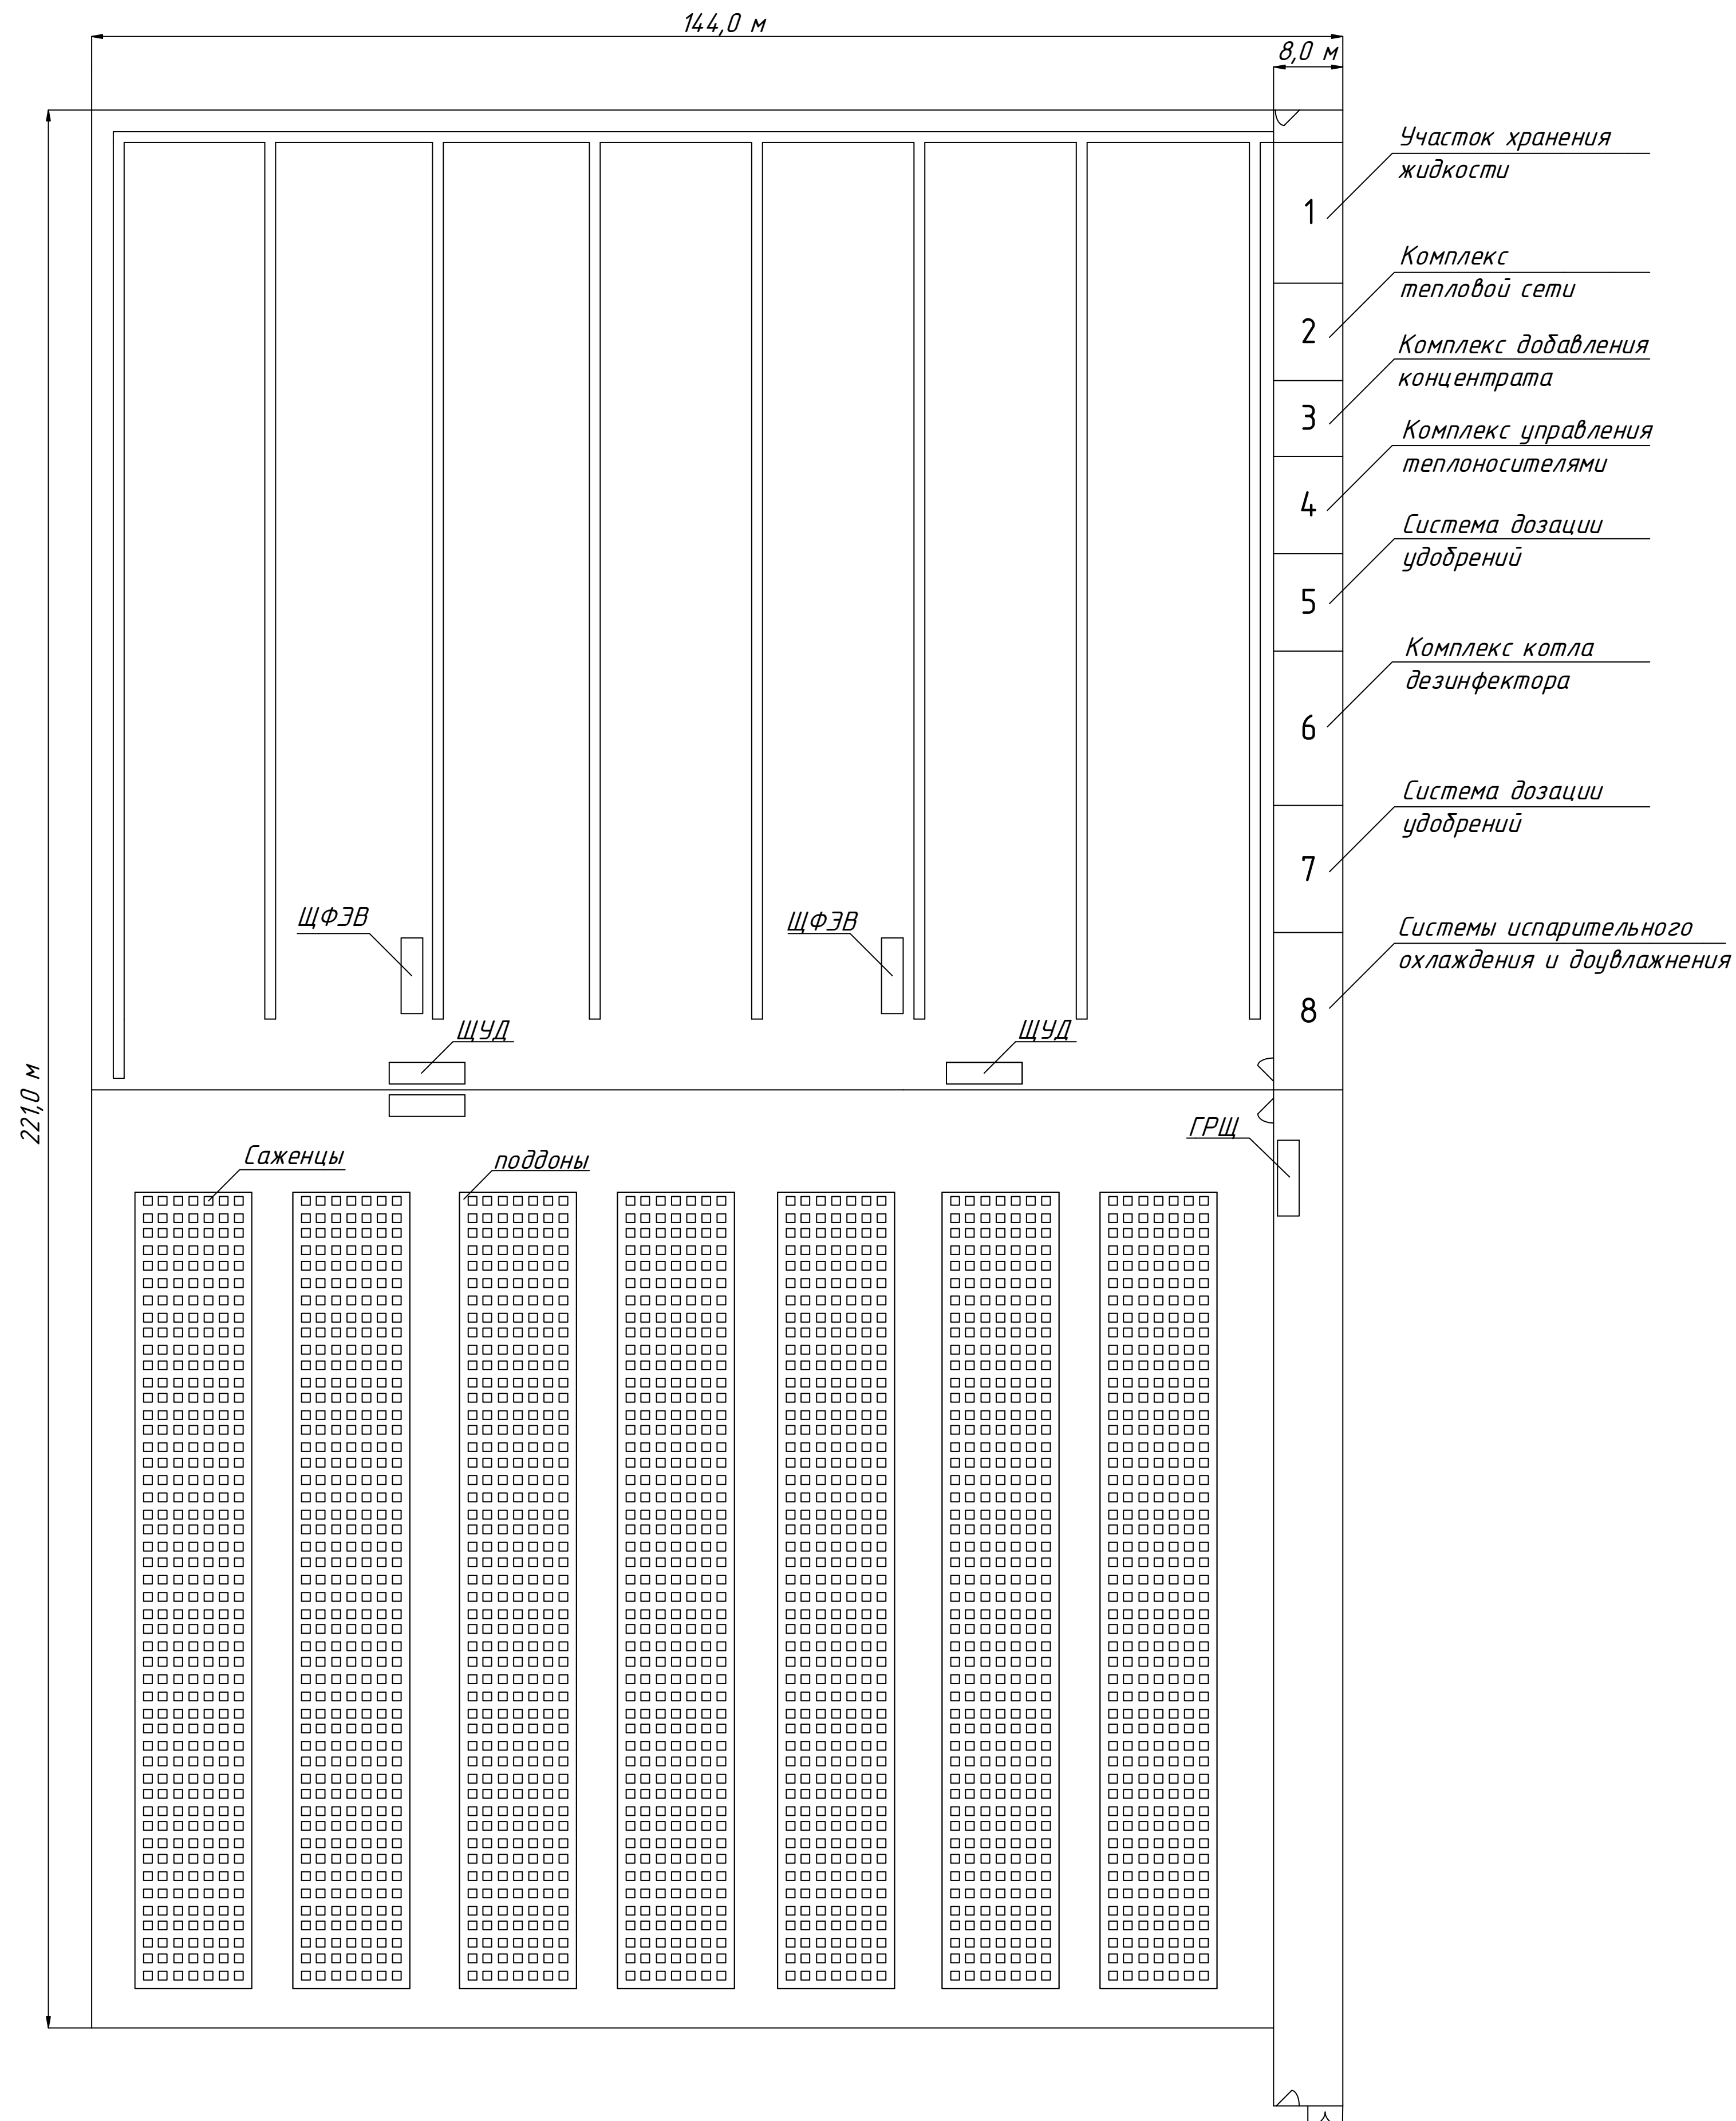 144,0 м
8,0 м
Участок хранения
жидкости
1
Комплекс
тепловой сети
2
Комплекс добавления
концентрата
3
Комплекс управления
теплоносителями
4
Система дозации
удобрений
5
Комплекс котла
дезинфектора
6
Система дозации
удобрений
7
ЩФЭВ
ЩФЭВ
Системы испарительного
охлаждения и доувлажнения
8
ЩУД
ЩУД
221,0 м
ГРЩ
Саженцы
поддоны